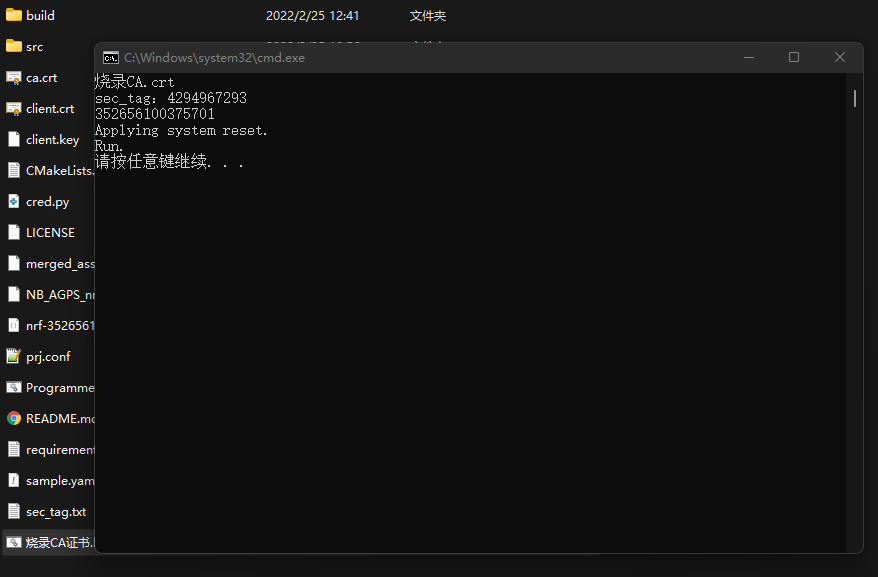 build 2022/2/25 12:41 文件夹
src
C:\Windows\system32\cmd.exe
烧录CA.crt
sec_tag: 4294967293
352656100375701
Applying system reset.
Run.
请按任意键继续. . .
ca.crt
client.crt
client.key
CMakeLists.
cred.py
LICENSE
merged_ass
NB_AGPS_nr
nrf-3526561
prj.conf
Programme
README.mc
requirement
sample.yam
sec_tag.txt
烧录CA证书.